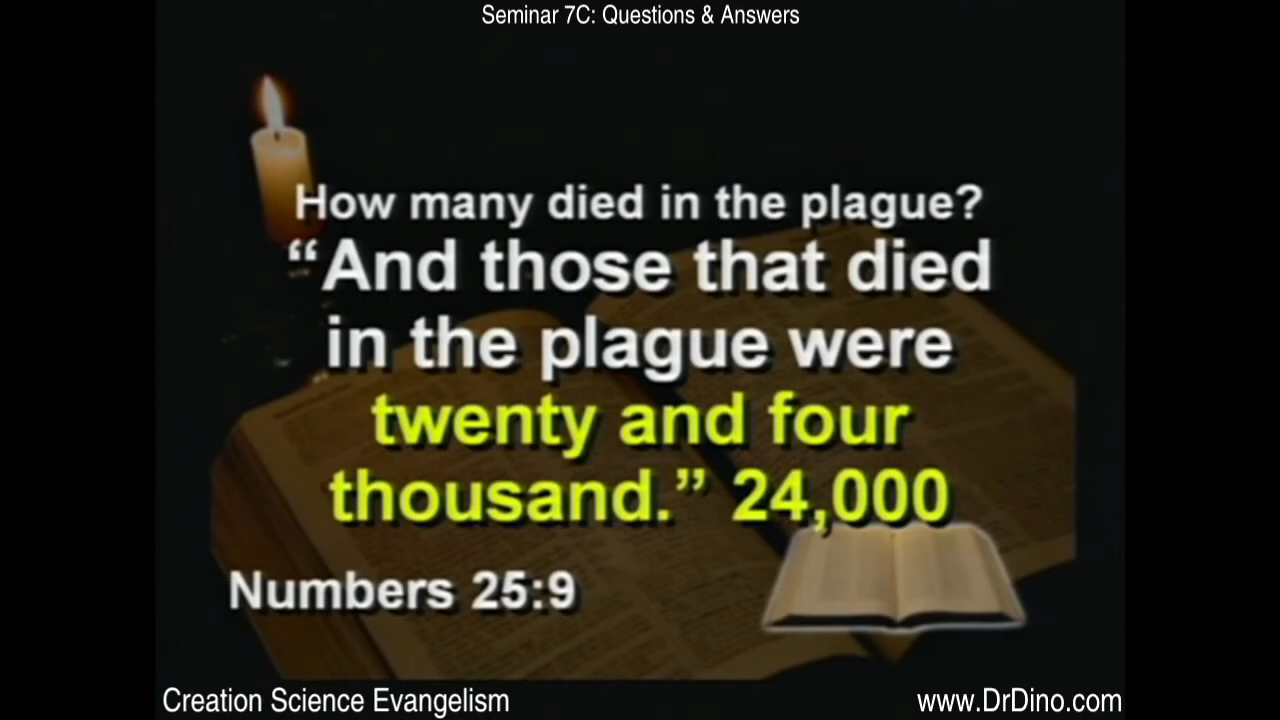 Seminar 7C: Questions & Answers
How many died in the plague?
“And those that died
in the plague were
twenty and four
thousand.” 24,000
Numbers 25:9
Creation Science Evangelism
www.DrDino.com